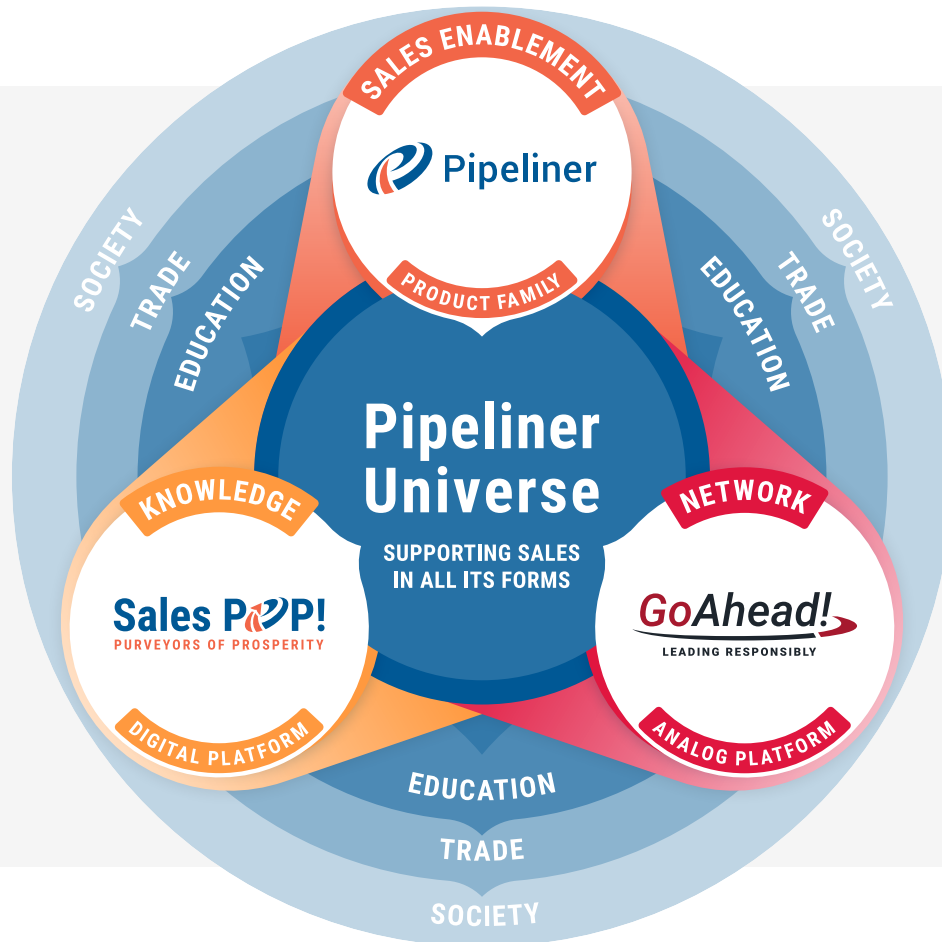 SALES ENABLEMENT
Pipeliner
PRODUCT FAMILY
SOCIETY
TRADE
EDUCATION
EDUCATION
TRADE
SOCIETY
Pipeliner
Universe
SUPPORTING SALES
IN ALL ITS FORMS
KNOWLEDGE
Sales POP!
PURVEYORS OF PROSPERITY
DIGITAL PLATFORM
NETWORK
GoAhead!
LEADING RESPONSIBLY
ANALOG PLATFORM
EDUCATION
TRADE
SOCIETY